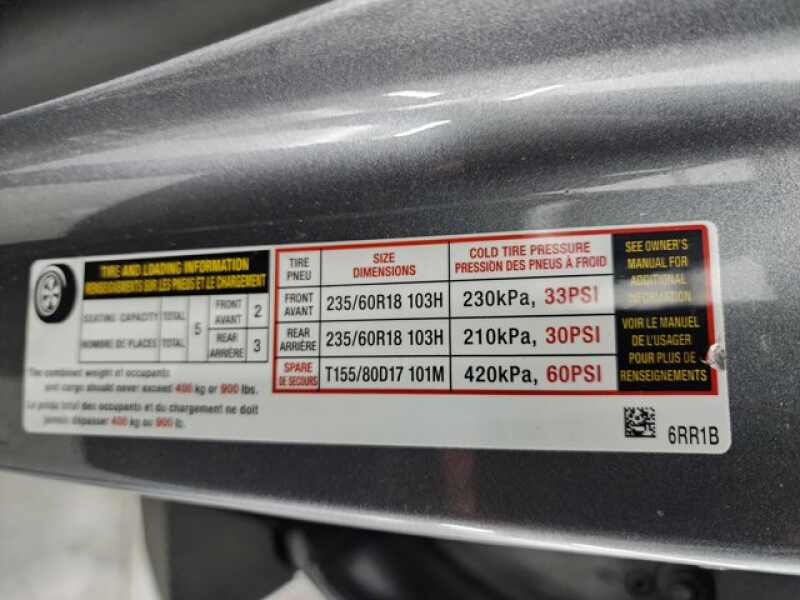 TIRE AND LOADING INFORMATION
RENSEIGNEMENTS SUR LES PNEUS ET LE CHARGEMENT
SEATING CAPACITY TOTAL 5 FRONT AVANT 2
NOMBRE DE PLACES TOTAL REAR ARRIÈRE 3
The combined weight of occupants
and cargo should never exceed 400 kg or 900 lbs.
Le poids total des occupants et du chargement ne doit
jamais dépasser 400 kg ou 900 lb.
TIRE PNEU SIZE DIMENSIONS COLD TIRE PRESSURE PRESSION DES PNEUS À FROID
FRONT AVANT 235/60R18 103H 230kPa, 33PSI
REAR ARRIÈRE 235/60R18 103H 210kPa, 30PSI
SPARE DE SECOURS T155/80D17 101M 420kPa, 60PSI
SEE OWNER'S
MANUAL FOR
ADDITIONAL
INFORMATION
VOIR LE MANUEL
DE L'USAGER
POUR PLUS DE
RENSEIGNEMENTS
6RR1B